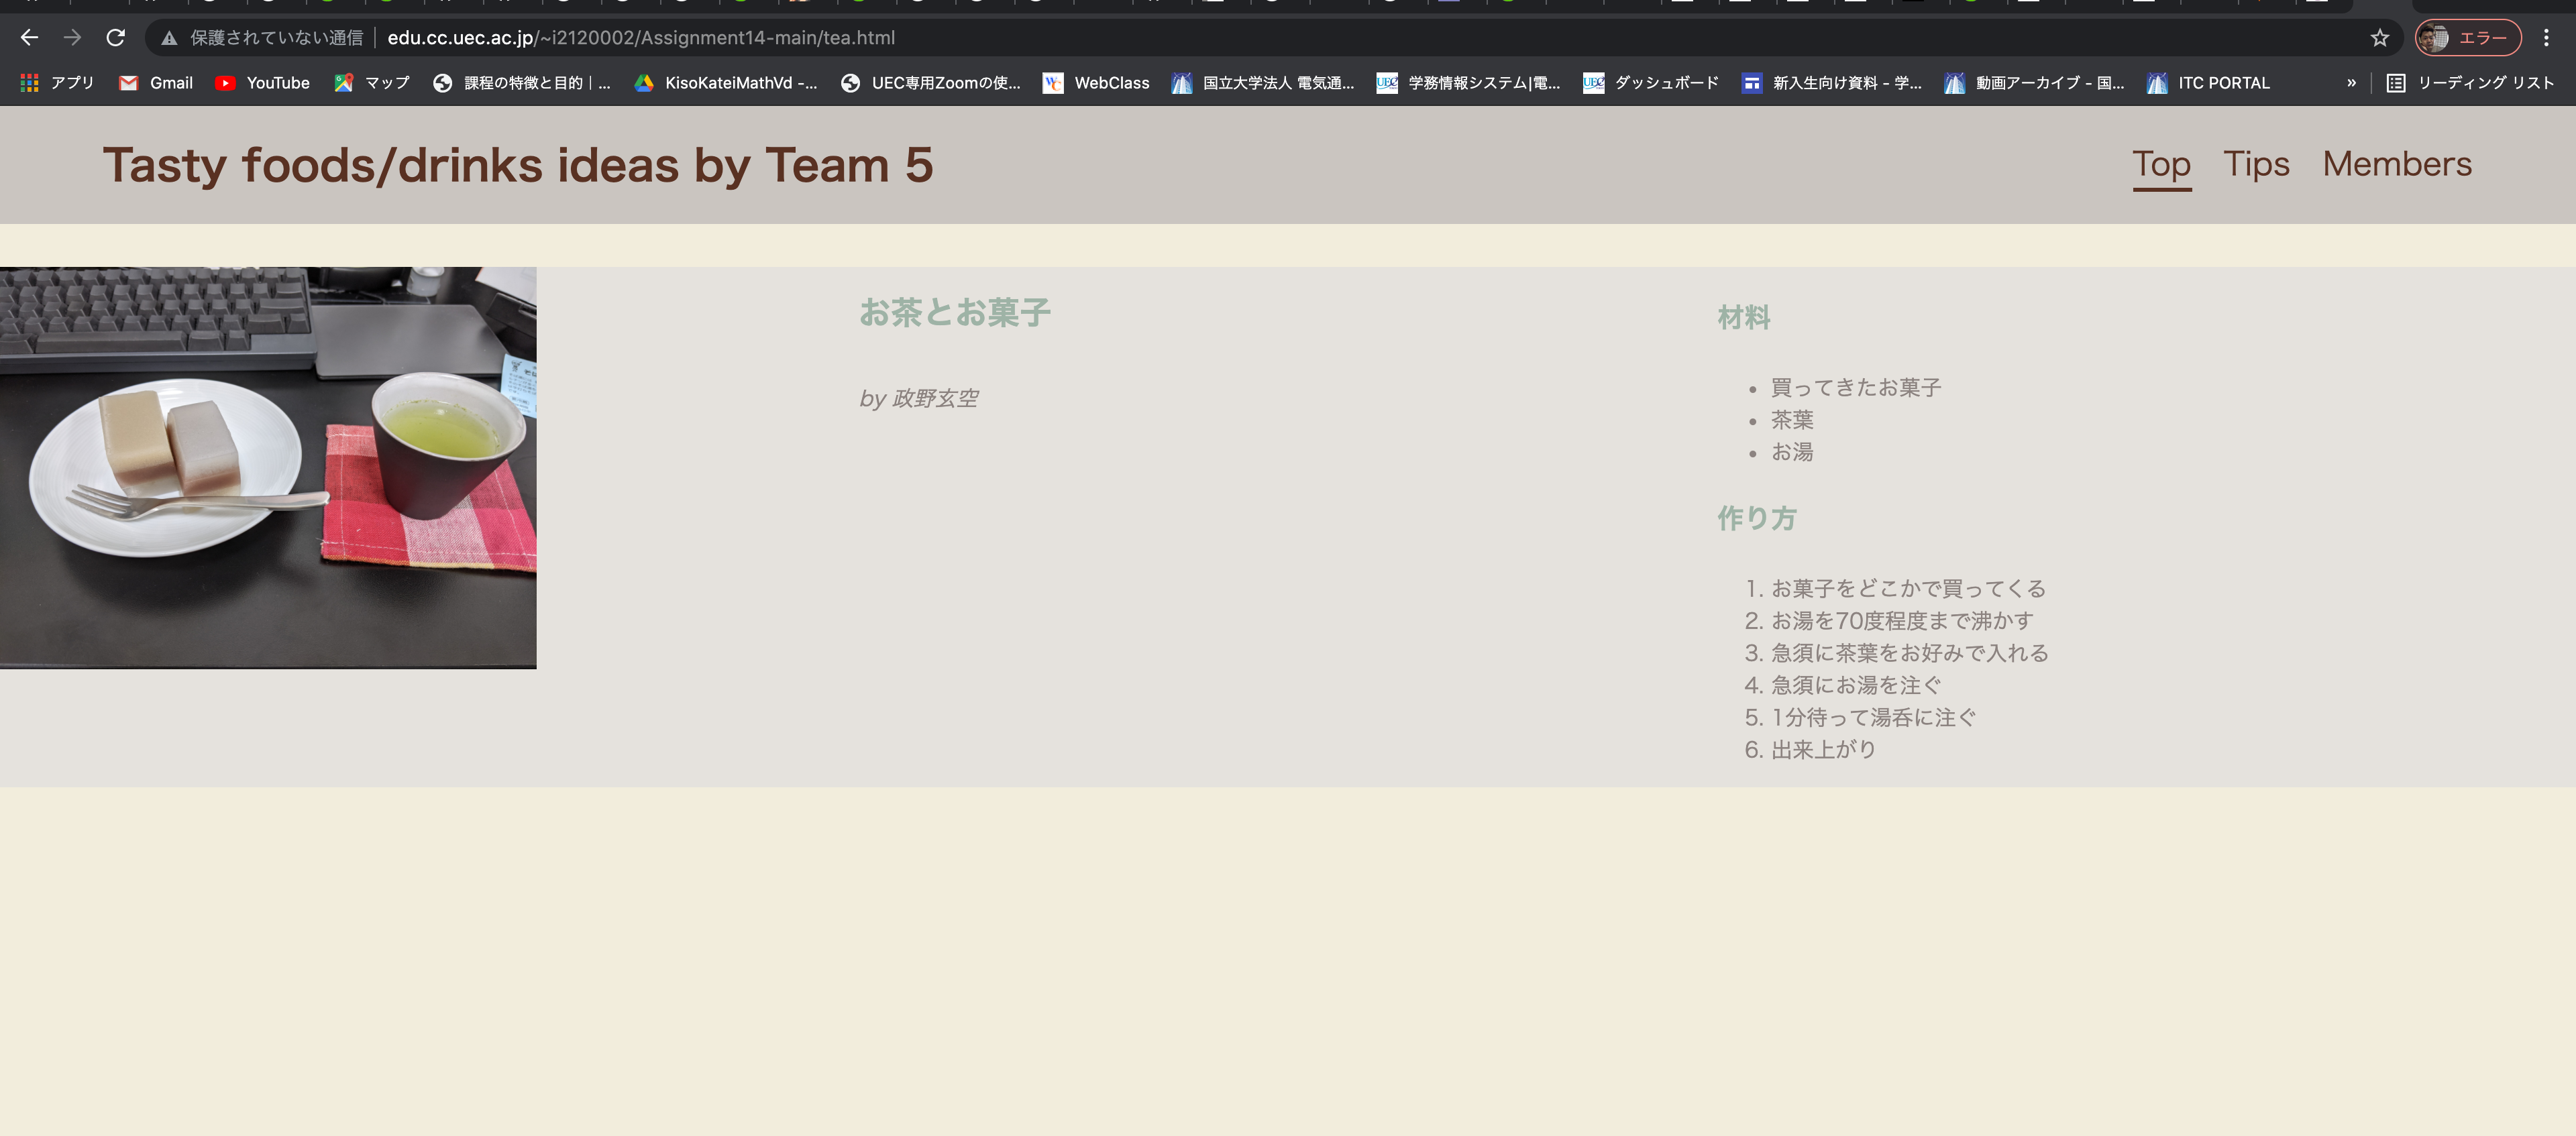 保護されていない通信 | edu.cc.uec.ac.jp/~i2120002/Assignment14-main/tea.html
エラー
アプリ Gmail YouTube マップ 課程の特徴と目的｜... KisoKateiMathVd -... UEC専用Zoomの使... WebClass 国立大学法人 電気通... 学務情報システム|電... ダッシュボード 新入生向け資料 - 学... 動画アーカイブ - 国... ITC PORTAL » リーディング リスト
Tasty foods/drinks ideas by Team 5
Top Tips Members
お茶とお菓子
by 政野玄空
材料
• 買ってきたお菓子
• 茶葉
• お湯
作り方
1. お菓子をどこかで買ってくる
2. お湯を70度程度まで沸かす
3. 急須に茶葉をお好みで入れる
4. 急須にお湯を注ぐ
5. 1分待って湯呑に注ぐ
6. 出来上がり